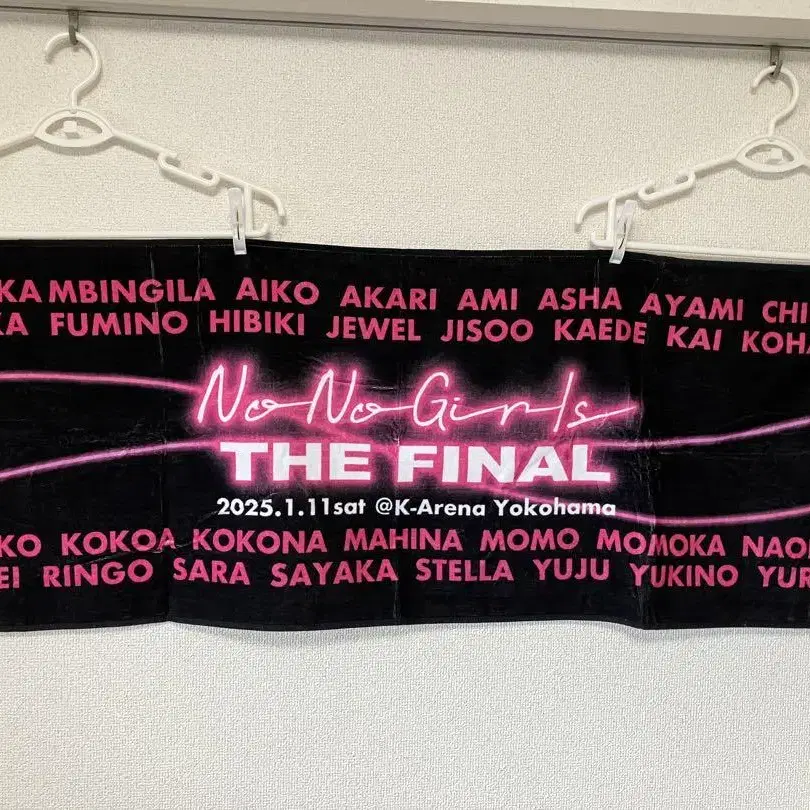 KA MBINGILA AIKO AKARI AMI ASHA AYAMI CHI
KA FUMINO HIBIKI JEWEL JISOO KAEDE KAI KOHA
No No Girls
THE FINAL
2025.1.11sat @K-Arena Yokohama
KO KOKOA KOKONA MAHINA MOMO MOMOKA NAO
EI RINGO SARA SAYAKA STELLA YUJU YUKINO YUR